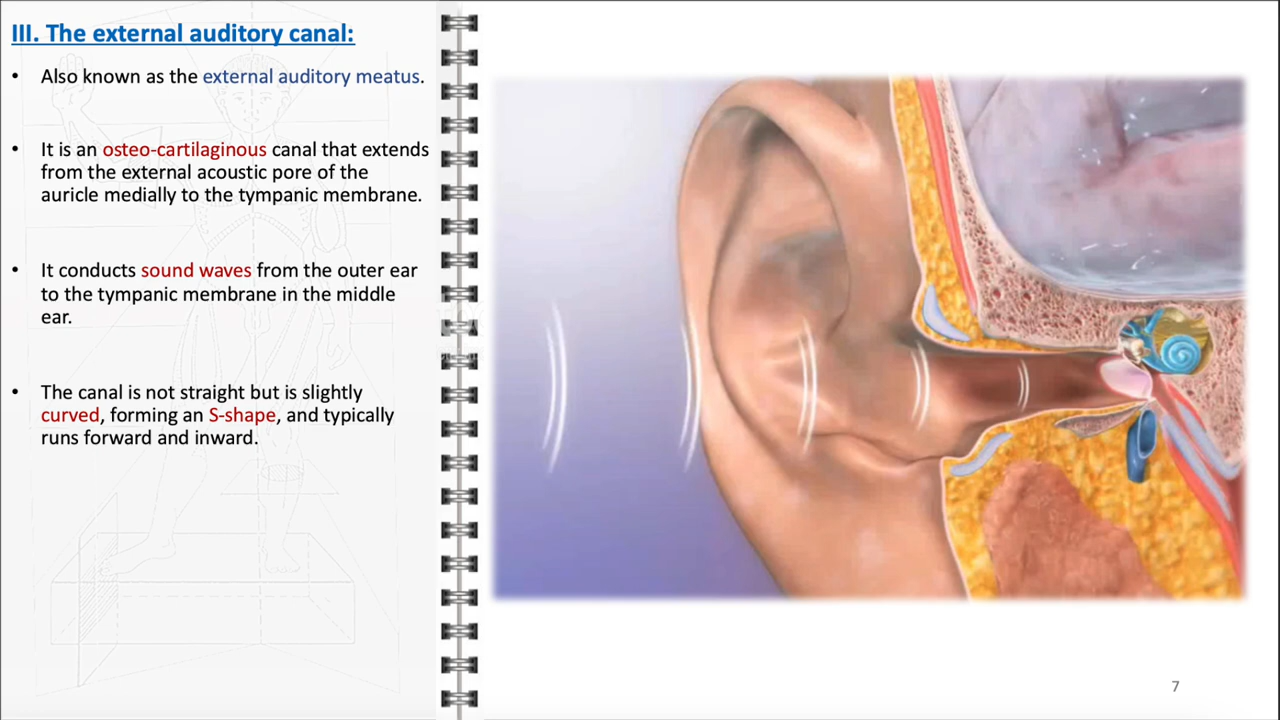 III. The external auditory canal:
• Also known as the external auditory meatus.
• It is an osteo-cartilaginous canal that extends
from the external acoustic pore of the
auricle medially to the tympanic membrane.
• It conducts sound waves from the outer ear
to the tympanic membrane in the middle
ear.
• The canal is not straight but is slightly
curved, forming an S-shape, and typically
runs forward and inward.
7